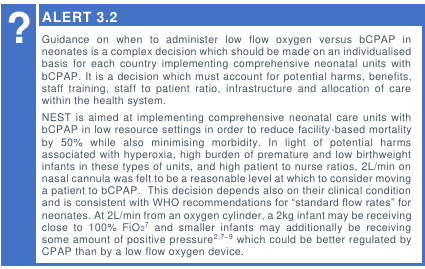 ?
ALERT 3.2
Guidance on when to administer low flow oxygen versus bCPAP in
neonates is a complex decision which should be made on an individualised
basis for each country implementing comprehensive neonatal units with
bCPAP. It is a decision which must account for potential harms, benefits,
staff training, staff to patient ratio, infrastructure and allocation of care
within the health system.
NEST is aimed at implementing comprehensive neonatal care units with
bCPAP in low resource settings in order to reduce facility-based mortality
by 50% while also minimising morbidity. In light of potential harms
associated with hyperoxia, high burden of premature and low birthweight
infants in these types of units, and high patient to nurse ratios, 2L/min on
nasal cannula was felt to be a reasonable level at which to consider moving
a patient to bCPAP. This decision depends also on their clinical condition
and is consistent with WHO recommendations for “standard flow rates” for
neonates. At 2L/min from an oxygen cylinder, a 2kg infant may be receiving
close to 100% FiO2⁷ and smaller infants may additionally be receiving
some amount of positive pressure²,⁷⁻⁹ which could be better regulated by
CPAP than by a low flow oxygen device.